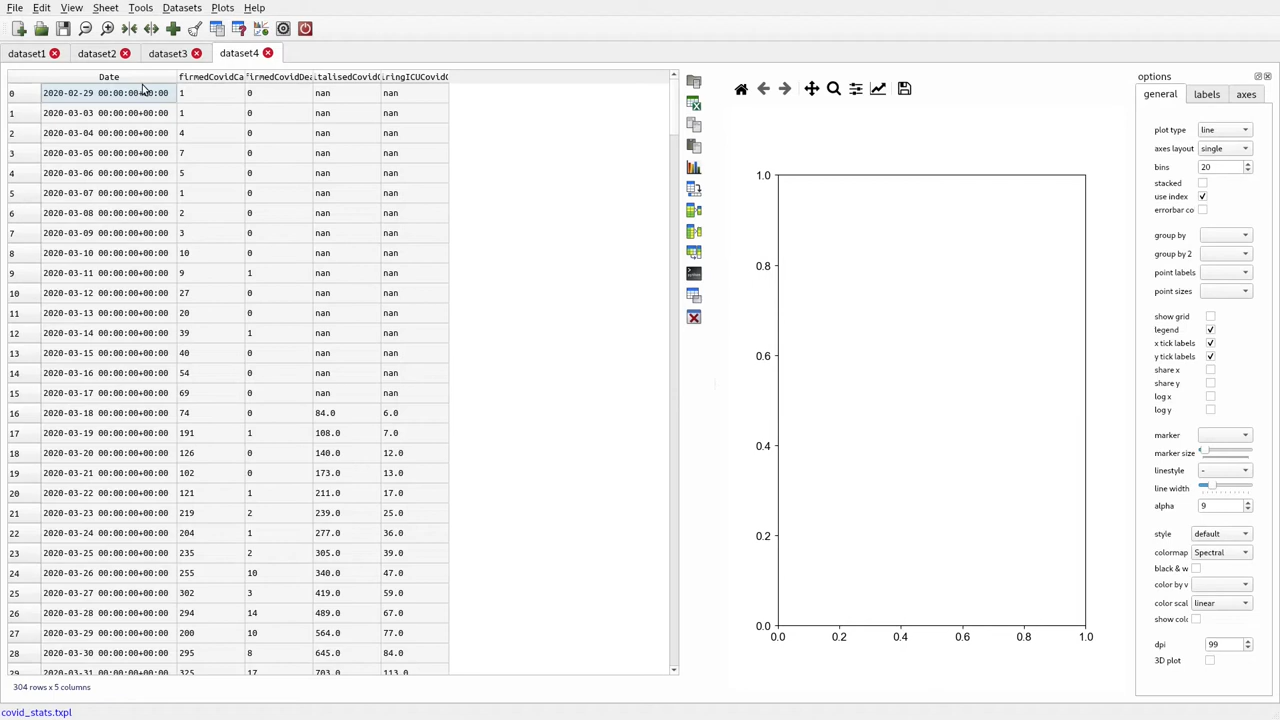 File Edit View Sheet Tools Datasets Plots Help
dataset1 dataset2 dataset3 dataset4
Date firmedCovidCa firmedCovidDea italisedCovidC iringICUCovidC
0 2020-02-29 00:00:00+00:00 1 0 nan nan
1 2020-03-03 00:00:00+00:00 1 0 nan nan
2 2020-03-04 00:00:00+00:00 4 0 nan nan
3 2020-03-05 00:00:00+00:00 7 0 nan nan
4 2020-03-06 00:00:00+00:00 5 0 nan nan
5 2020-03-07 00:00:00+00:00 1 0 nan nan
6 2020-03-08 00:00:00+00:00 2 0 nan nan
7 2020-03-09 00:00:00+00:00 3 0 nan nan
8 2020-03-10 00:00:00+00:00 10 0 nan nan
9 2020-03-11 00:00:00+00:00 9 1 nan nan
10 2020-03-12 00:00:00+00:00 27 0 nan nan
11 2020-03-13 00:00:00+00:00 20 0 nan nan
12 2020-03-14 00:00:00+00:00 39 1 nan nan
13 2020-03-15 00:00:00+00:00 40 0 nan nan
14 2020-03-16 00:00:00+00:00 54 0 nan nan
15 2020-03-17 00:00:00+00:00 69 0 nan nan
16 2020-03-18 00:00:00+00:00 74 0 84.0 6.0
17 2020-03-19 00:00:00+00:00 191 1 108.0 7.0
18 2020-03-20 00:00:00+00:00 126 0 140.0 12.0
19 2020-03-21 00:00:00+00:00 102 0 173.0 13.0
20 2020-03-22 00:00:00+00:00 121 1 211.0 17.0
21 2020-03-23 00:00:00+00:00 219 2 239.0 25.0
22 2020-03-24 00:00:00+00:00 204 1 277.0 36.0
23 2020-03-25 00:00:00+00:00 235 2 305.0 39.0
24 2020-03-26 00:00:00+00:00 255 10 340.0 47.0
25 2020-03-27 00:00:00+00:00 302 3 419.0 59.0
26 2020-03-28 00:00:00+00:00 294 14 489.0 67.0
27 2020-03-29 00:00:00+00:00 200 10 564.0 77.0
28 2020-03-30 00:00:00+00:00 295 8 645.0 84.0
29 2020-03-31 00:00:00+00:00 325 17 703.0 113.0
304 rows x 5 columns
covid_stats.txpl
1.0
0.8
0.6
0.4
0.2
0.0
0.0 0.2 0.4 0.6 0.8 1.0
options
general labels axes
plot type line
axes layout single
bins 20
stacked
use index
errorbar co
group by
group by 2
point labels
point sizes
show grid
legend
x tick labels
y tick labels
share x
share y
log x
log y
marker
marker size
linestyle -
line width
alpha 9
style default
colormap Spectral
black & w
color by v
color scal linear
show colo
dpi 99
3D plot